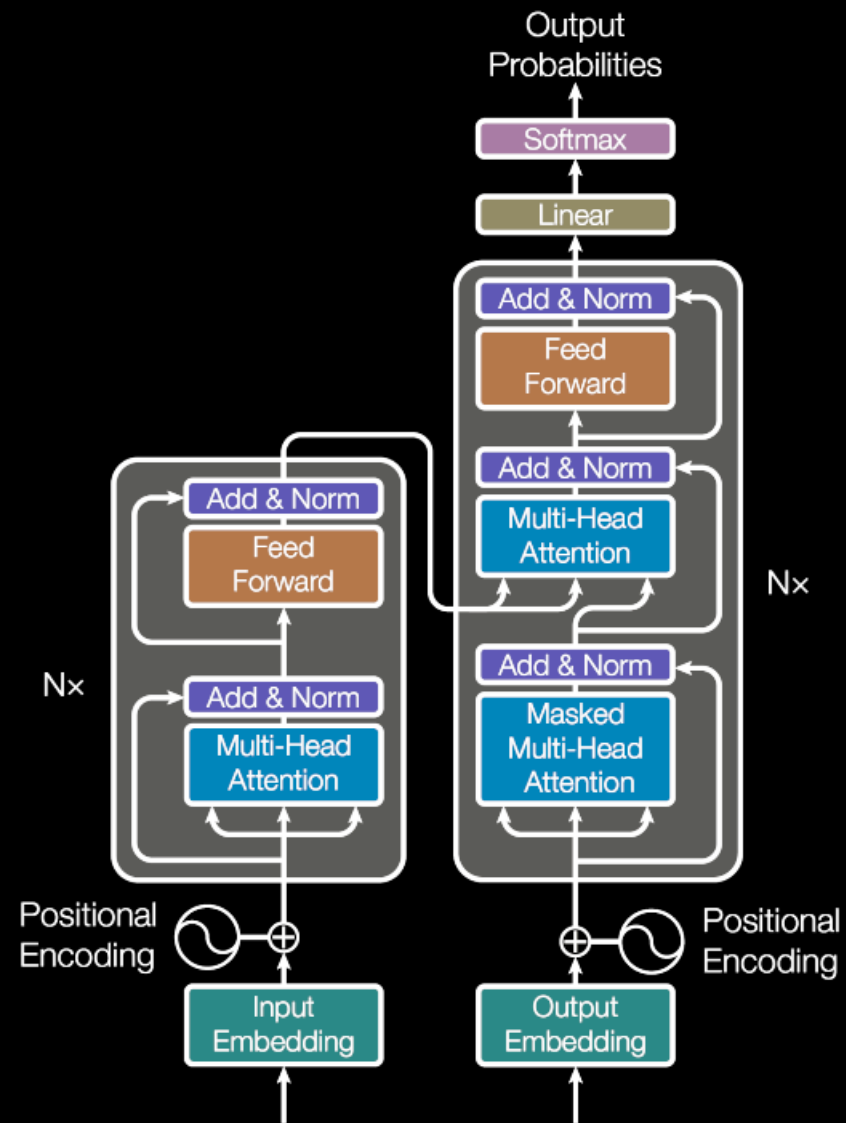 Output
Probabilities
Softmax
Linear
Add & Norm
Feed
Forward
Add & Norm
Multi-Head
Attention
Nx
Add & Norm
Masked
Multi-Head
Attention
Add & Norm
Feed
Forward
Nx
Add & Norm
Multi-Head
Attention
Positional
Encoding
Positional
Encoding
Input
Embedding
Output
Embedding